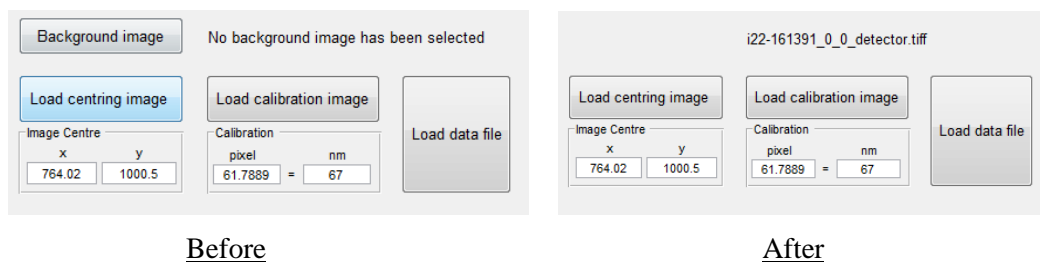 Background image No background image has been selected
Load centring image Load calibration image Load data file
Image Centre Calibration
x y pixel nm
764.02 1000.5 61.7889 = 67
Before
i22-161391_0_0_detector.tiff
Load centring image Load calibration image Load data file
Image Centre Calibration
x y pixel nm
764.02 1000.5 61.7889 = 67
After